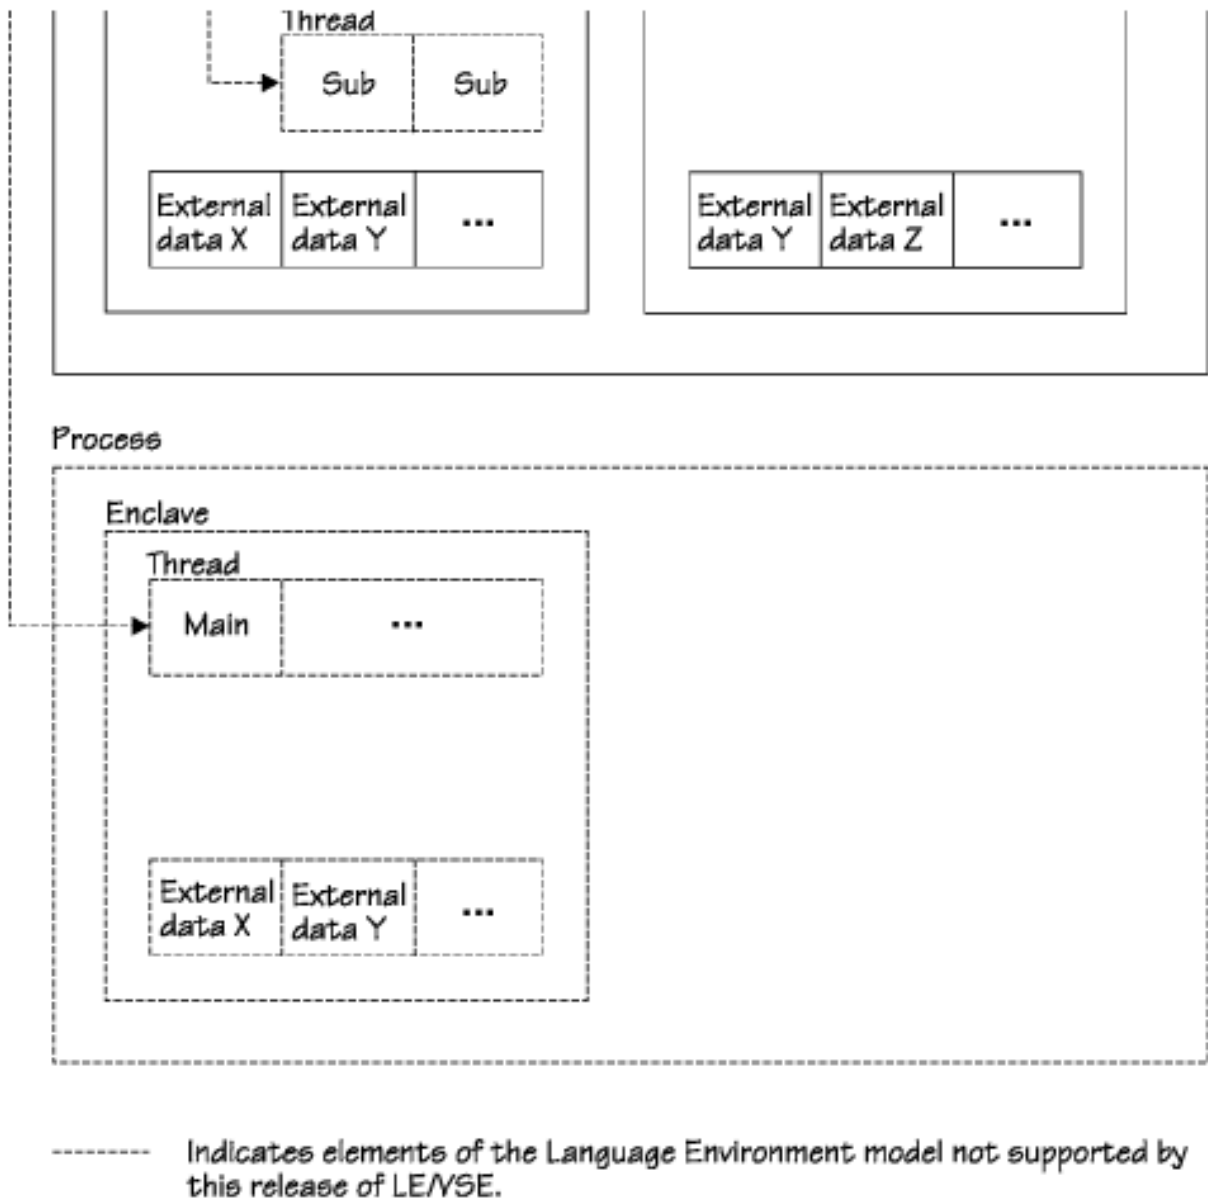 Thread
Sub Sub
External External ... External External ...
data X data Y data Y data Z
Process
Enclave
Thread
Main ...
External External ...
data X data Y
Indicates elements of the Language Environment model not supported by
this release of LE/VSE.